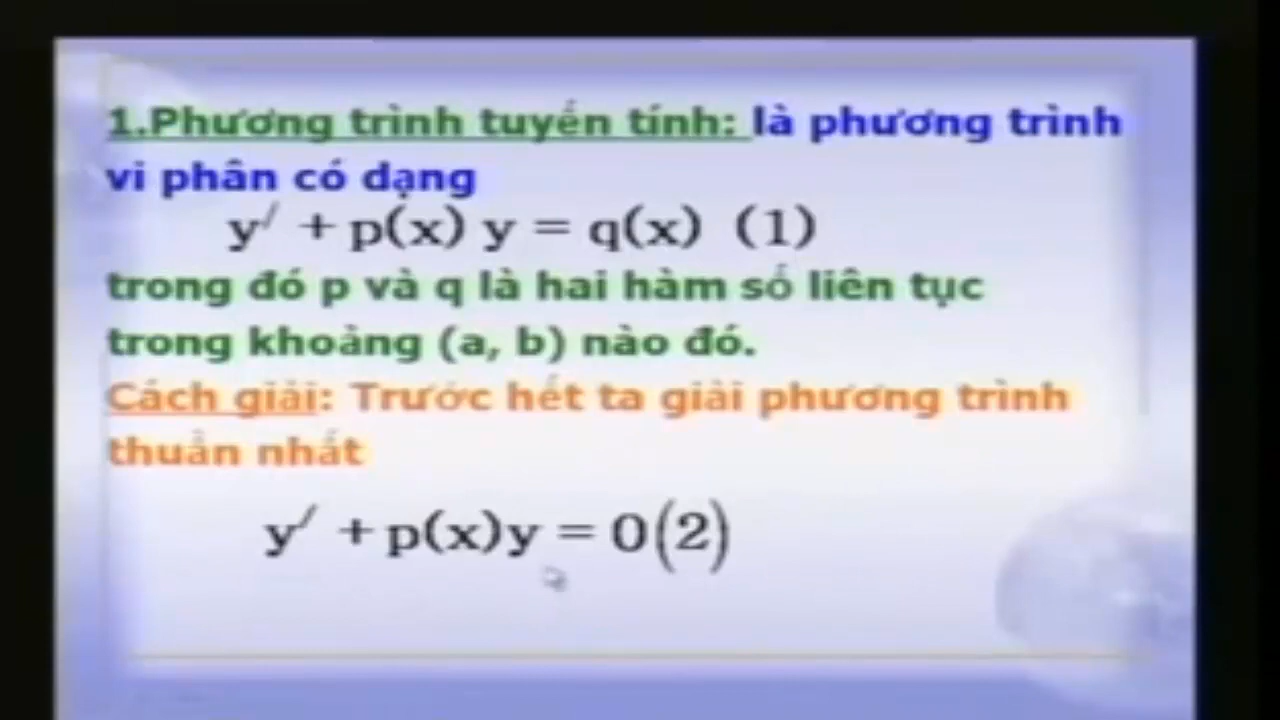 1.Phương trình tuyến tính: là phương trình
vi phân có dạng
y′ + p(x) y = q(x) (1)
trong đó p và q là hai hàm số liên tục
trong khoảng (a, b) nào đó.
Cách giải: Trước hết ta giải phương trình
thuần nhất
y′ + p(x)y = 0(2)